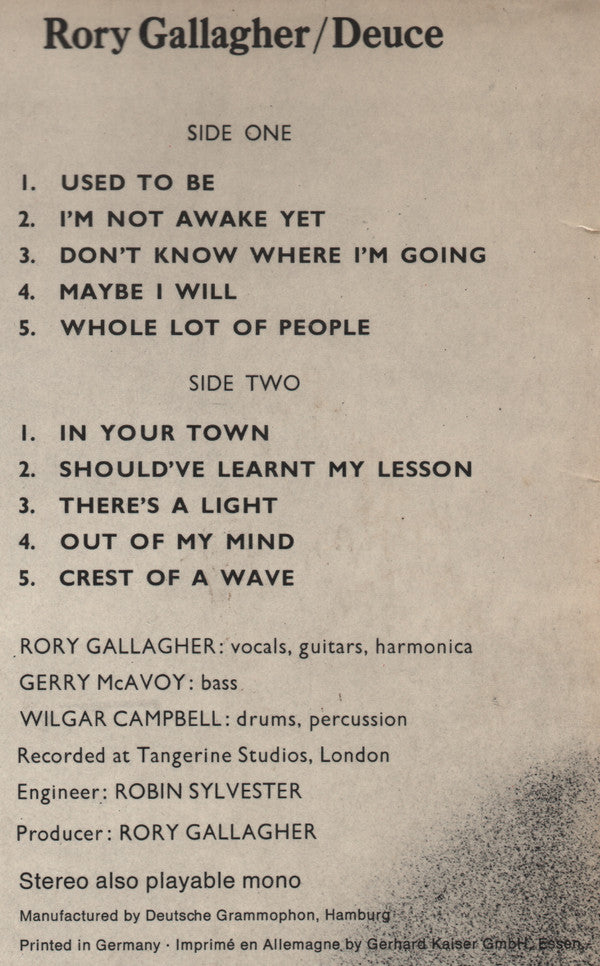 Rory Gallagher/Deuce
SIDE ONE
1. USED TO BE
2. I'M NOT AWAKE YET
3. DON'T KNOW WHERE I'M GOING
4. MAYBE I WILL
5. WHOLE LOT OF PEOPLE
SIDE TWO
1. IN YOUR TOWN
2. SHOULD'VE LEARNT MY LESSON
3. THERE'S A LIGHT
4. OUT OF MY MIND
5. CREST OF A WAVE
RORY GALLAGHER: vocals, guitars, harmonica
GERRY McAVOY: bass
WILGAR CAMPBELL: drums, percussion
Recorded at Tangerine Studios, London
Engineer: ROBIN SYLVESTER
Producer: RORY GALLAGHER
Stereo also playable mono
Manufactured by Deutsche Grammophon, Hamburg
Printed in Germany · Imprimé en Allemagne by Gerhard Kaiser GmbH, Essen